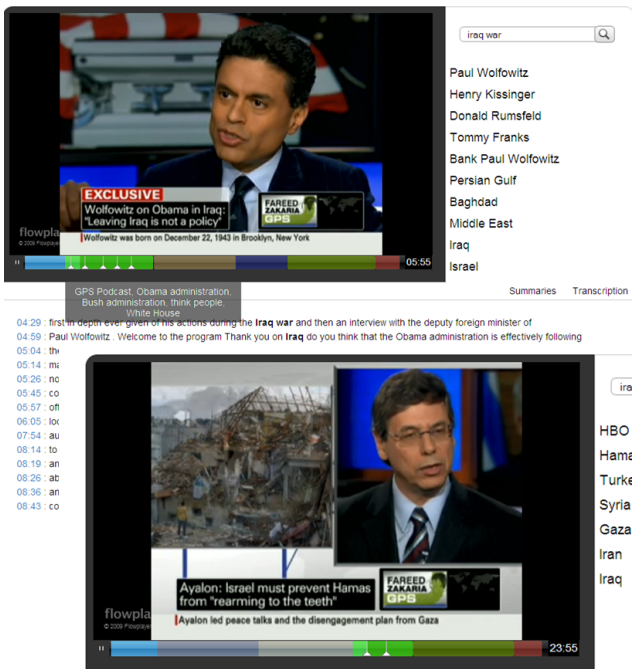 iraq war
Paul Wolfowitz
Henry Kissinger
Donald Rumsfeld
Tommy Franks
Bank Paul Wolfowitz
Persian Gulf
Baghdad
Middle East
Iraq
Israel
EXCLUSIVE
Wolfowitz on Obama in Iraq:
"Leaving Iraq is not a policy"
FAREED
ZAKARIA
GPS
flowpla
© 2009 Flowplaye
Wolfowitz was born on December 22, 1943 in Brooklyn, New York
05:55
GPS Podcast, Obama administration,
Bush administration, think people,
White House
Summaries Transcription
04:29 : first in depth ever given of his actions during the iraq war and then an interview with the deputy foreign minister of
04:59 : Paul Wolfowitz . Welcome to the program Thank you on Iraq do you think that the Obama administration is effectively following
05:04 : the
05:14 : ma
05:26 : no
05:45 : co
05:57 : off
06:05 : loo
07:54 : au
08:14 : to
08:19 : an
08:26 : ab
08:36 : an
08:43 : co
ira
HBO
Hama
Turke
Syria
Gaza
Iran
Iraq
Ayalon: Israel must prevent Hamas
from "rearming to the teeth"
FAREED
ZAKARIA
GPS
flowpla
© 2009 Flowplaye
Ayalon led peace talks and the disengagement plan from Gaza
23:55